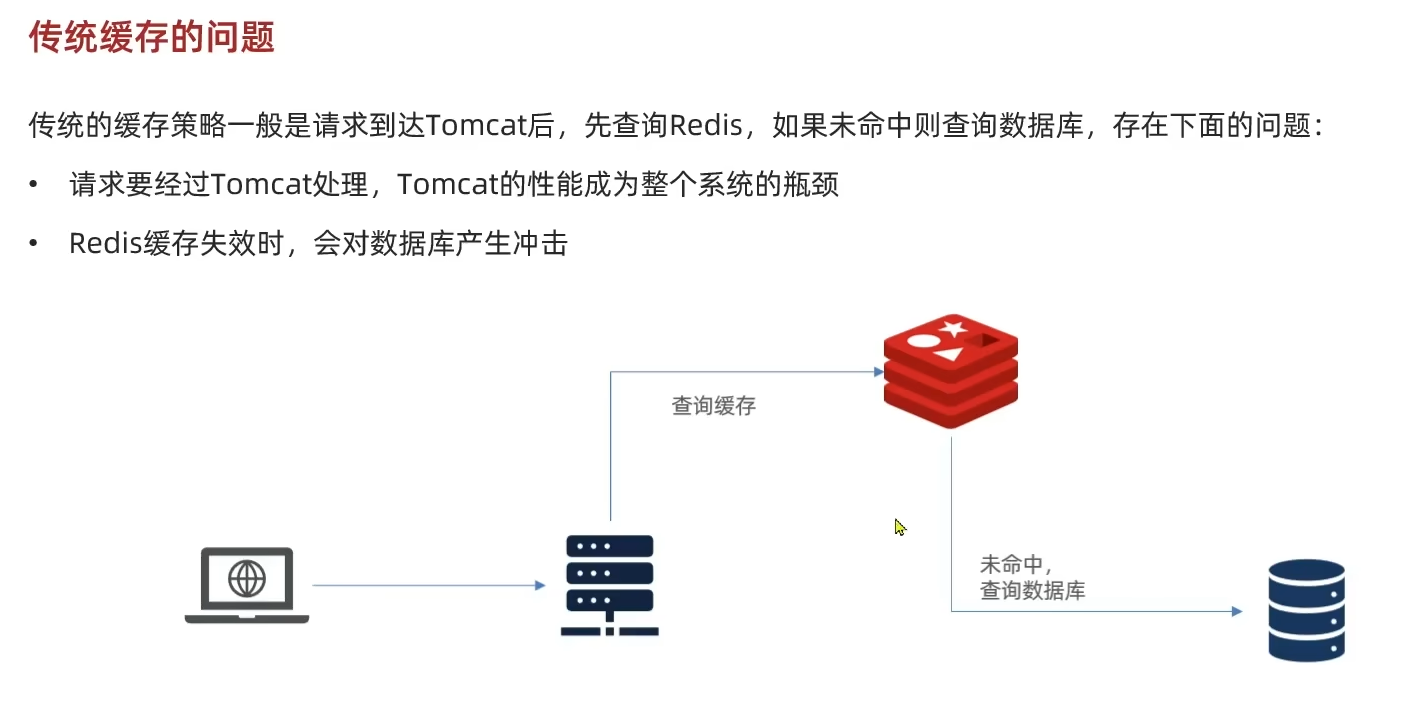 传统缓存的问题
传统的缓存策略一般是请求到达Tomcat后，先查询Redis，如果未命中则查询数据库，存在下面的问题：
• 请求要经过Tomcat处理，Tomcat的性能成为整个系统的瓶颈
• Redis缓存失效时，会对数据库产生冲击
查询缓存
未命中，
查询数据库